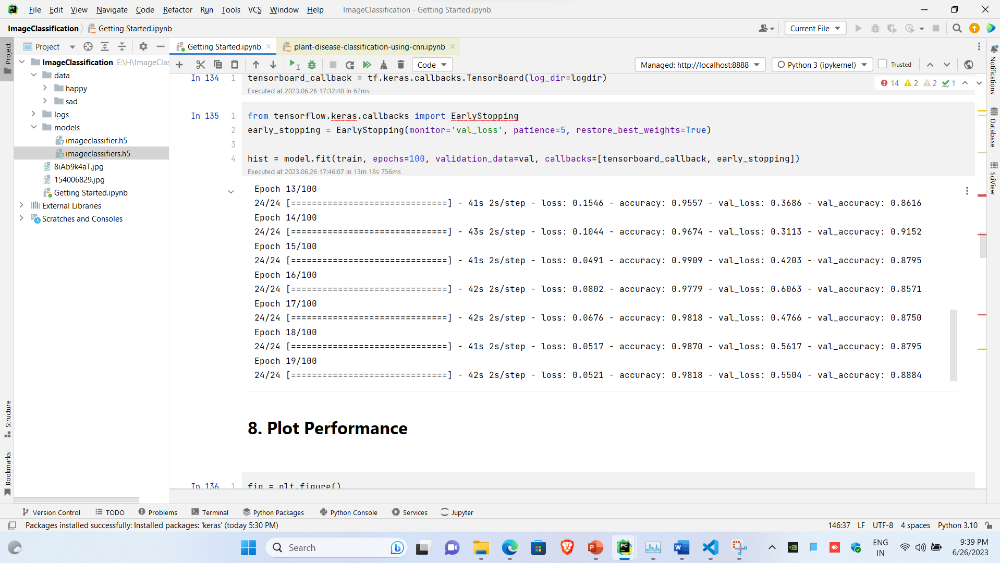 File Edit View Navigate Code Refactor Run Tools VCS Window Help ImageClassification - Getting Started.ipynb
ImageClassification Getting Started.ipynb Current File
Project Getting Started.ipynb plant-disease-classification-using-cnn.ipynb
Project
ImageClassification E:\H\ImageClas
data
happy
sad
logs
models
imageclassifier.h5
imageclassifiers.h5
8iAb9k4aT.jpg
154006829.jpg
Getting Started.ipynb
External Libraries
Scratches and Consoles
Structure
Bookmarks
Code Managed: http://localhost:8888 Python 3 (ipykernel) Trusted
14 2 2 1
In 134 1 tensorboard_callback = tf.keras.callbacks.TensorBoard(log_dir=logdir)
Executed at 2023.06.26 17:32:48 in 62ms
In 135 1 from tensorflow.keras.callbacks import EarlyStopping
2 early_stopping = EarlyStopping(monitor='val_loss', patience=5, restore_best_weights=True)
3
4 hist = model.fit(train, epochs=100, validation_data=val, callbacks=[tensorboard_callback, early_stopping])
Executed at 2023.06.26 17:46:07 in 13m 18s 756ms
Epoch 13/100
24/24 [==============================] - 41s 2s/step - loss: 0.1546 - accuracy: 0.9557 - val_loss: 0.3686 - val_accuracy: 0.8616
Epoch 14/100
24/24 [==============================] - 43s 2s/step - loss: 0.1044 - accuracy: 0.9674 - val_loss: 0.3113 - val_accuracy: 0.9152
Epoch 15/100
24/24 [==============================] - 41s 2s/step - loss: 0.0491 - accuracy: 0.9909 - val_loss: 0.4203 - val_accuracy: 0.8795
Epoch 16/100
24/24 [==============================] - 42s 2s/step - loss: 0.0802 - accuracy: 0.9779 - val_loss: 0.6063 - val_accuracy: 0.8571
Epoch 17/100
24/24 [==============================] - 42s 2s/step - loss: 0.0676 - accuracy: 0.9818 - val_loss: 0.4766 - val_accuracy: 0.8750
Epoch 18/100
24/24 [==============================] - 41s 2s/step - loss: 0.0517 - accuracy: 0.9870 - val_loss: 0.5617 - val_accuracy: 0.8795
Epoch 19/100
24/24 [==============================] - 42s 2s/step - loss: 0.0521 - accuracy: 0.9818 - val_loss: 0.5504 - val_accuracy: 0.8884
8. Plot Performance
In 136 1 fig = plt.figure()
Notifications
Database
SciView
Version Control TODO Problems Terminal Python Packages Python Console Services Jupyter
Packages installed successfully: Installed packages: 'keras' (today 5:30 PM) 146:37 LF UTF-8 4 spaces Python 3.10
Search
ENG
IN
9:39 PM
6/26/2023